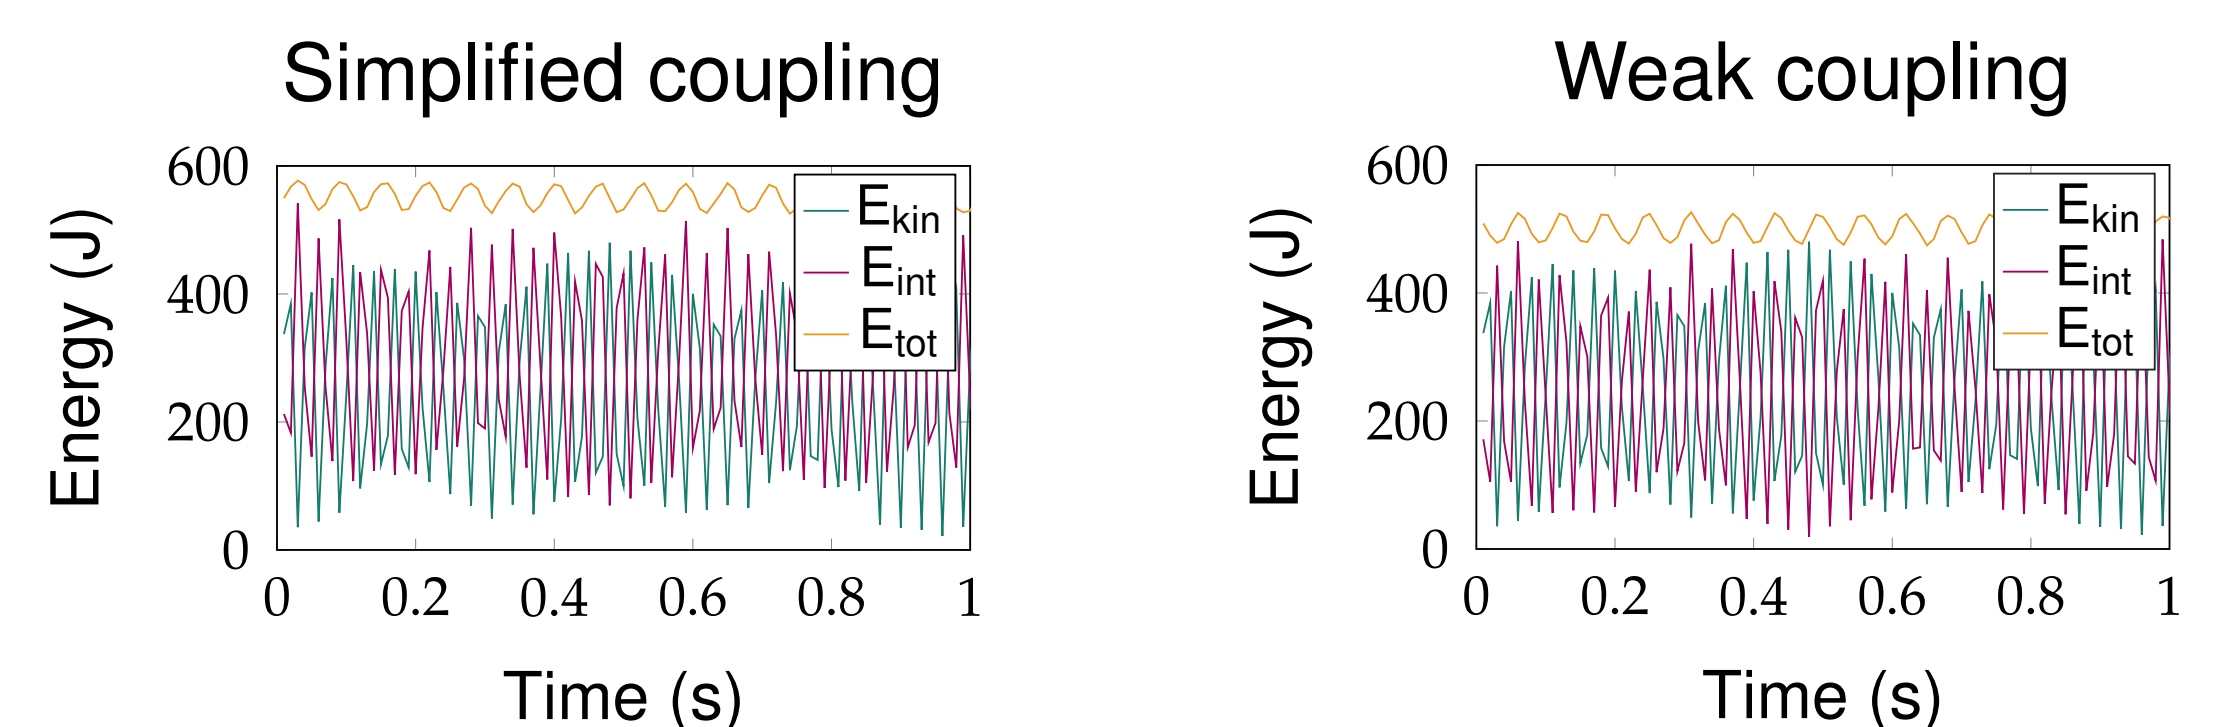 Simplified coupling
600
400
200
0
Energy (J)
E_kin
E_int
E_tot
0 0.2 0.4 0.6 0.8 1
Time (s)
Weak coupling
600
400
200
0
Energy (J)
E_kin
E_int
E_tot
0 0.2 0.4 0.6 0.8 1
Time (s)